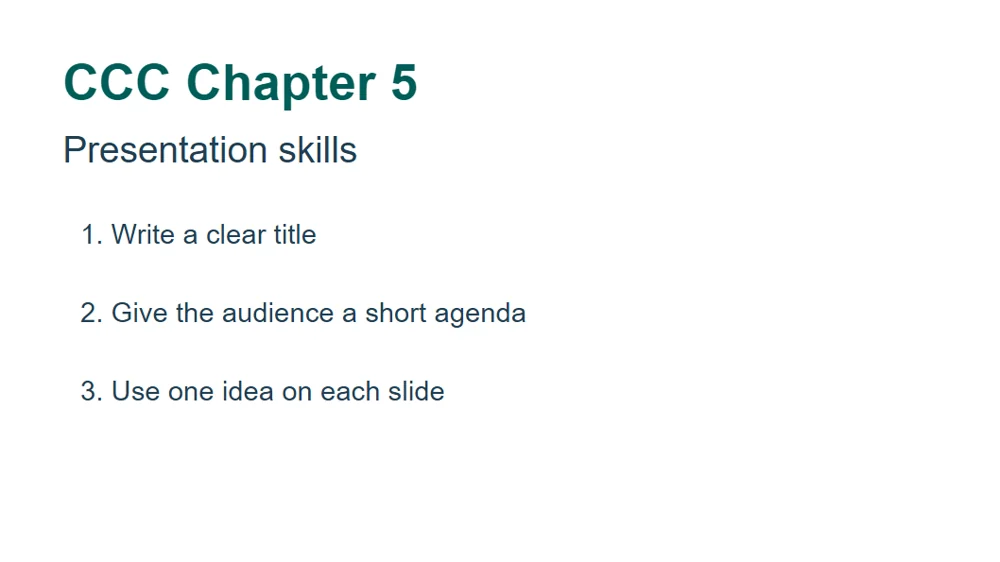 CCC Chapter 5
Presentation skills
1. Write a clear title
2. Give the audience a short agenda
3. Use one idea on each slide